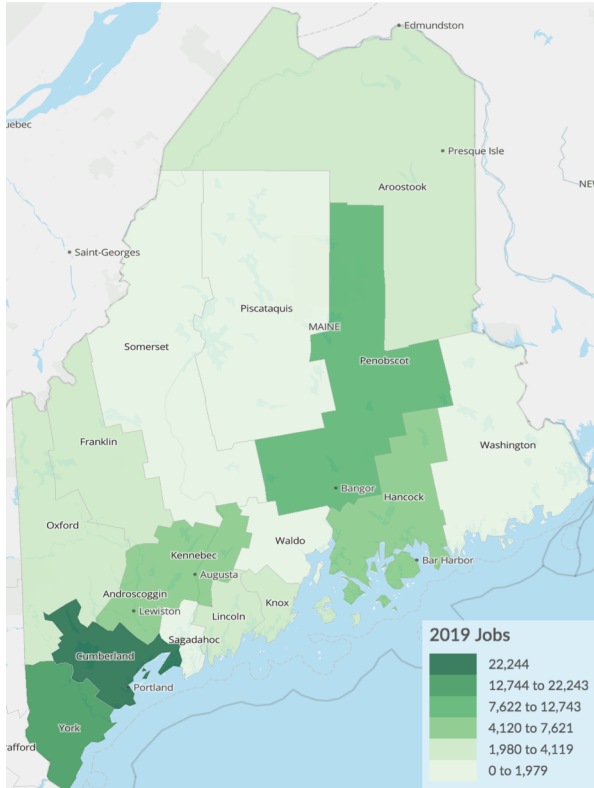 Edmundston
uebec
Presque Isle
NEV
Aroostook
Saint-Georges
Piscataquis
MAINE
Somerset
Penobscot
Franklin
Washington
Bangor
Hancock
Oxford
Waldo
Kennebec
Bar Harbor
Augusta
Androscoggin
Knox
Lewiston
Lincoln
Sagadahoc
Cumberland
Portland
York
rafford
2019 Jobs
22,244
12,744 to 22,243
7,622 to 12,743
4,120 to 7,621
1,980 to 4,119
0 to 1,979